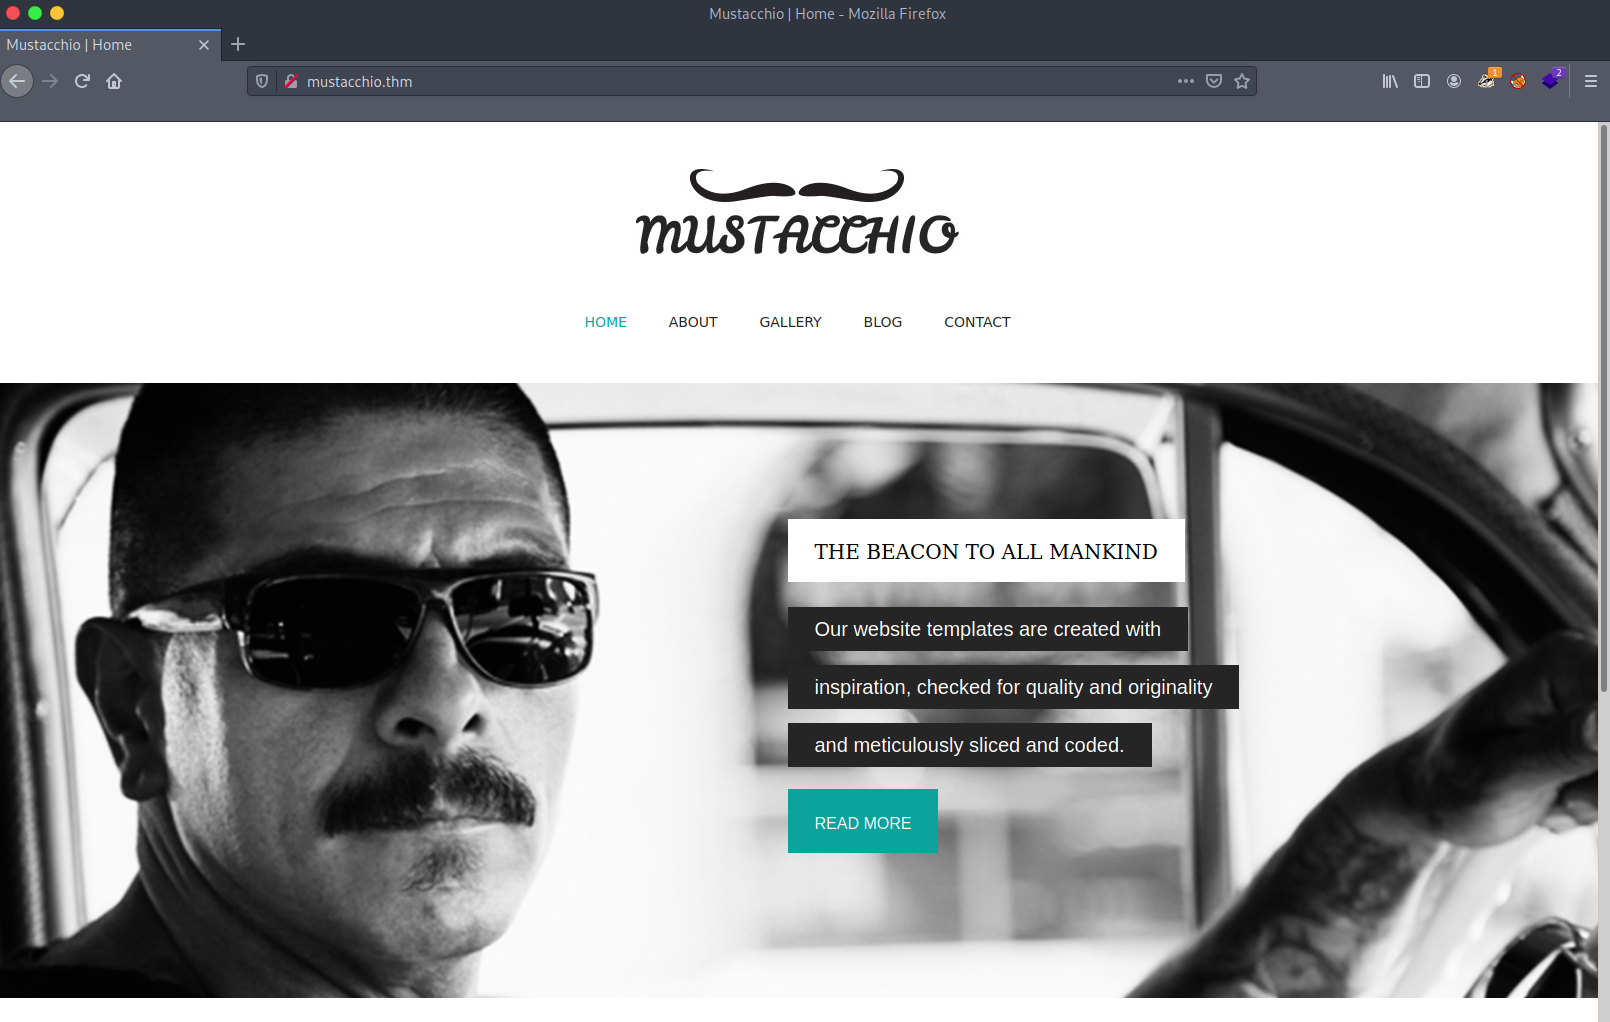 Mustacchio | Home - Mozilla Firefox
Mustacchio | Home
mustacchio.thm
1
2
MUSTACCHIO
HOME ABOUT GALLERY BLOG CONTACT
THE BEACON TO ALL MANKIND
Our website templates are created with
inspiration, checked for quality and originality
and meticulously sliced and coded.
READ MORE